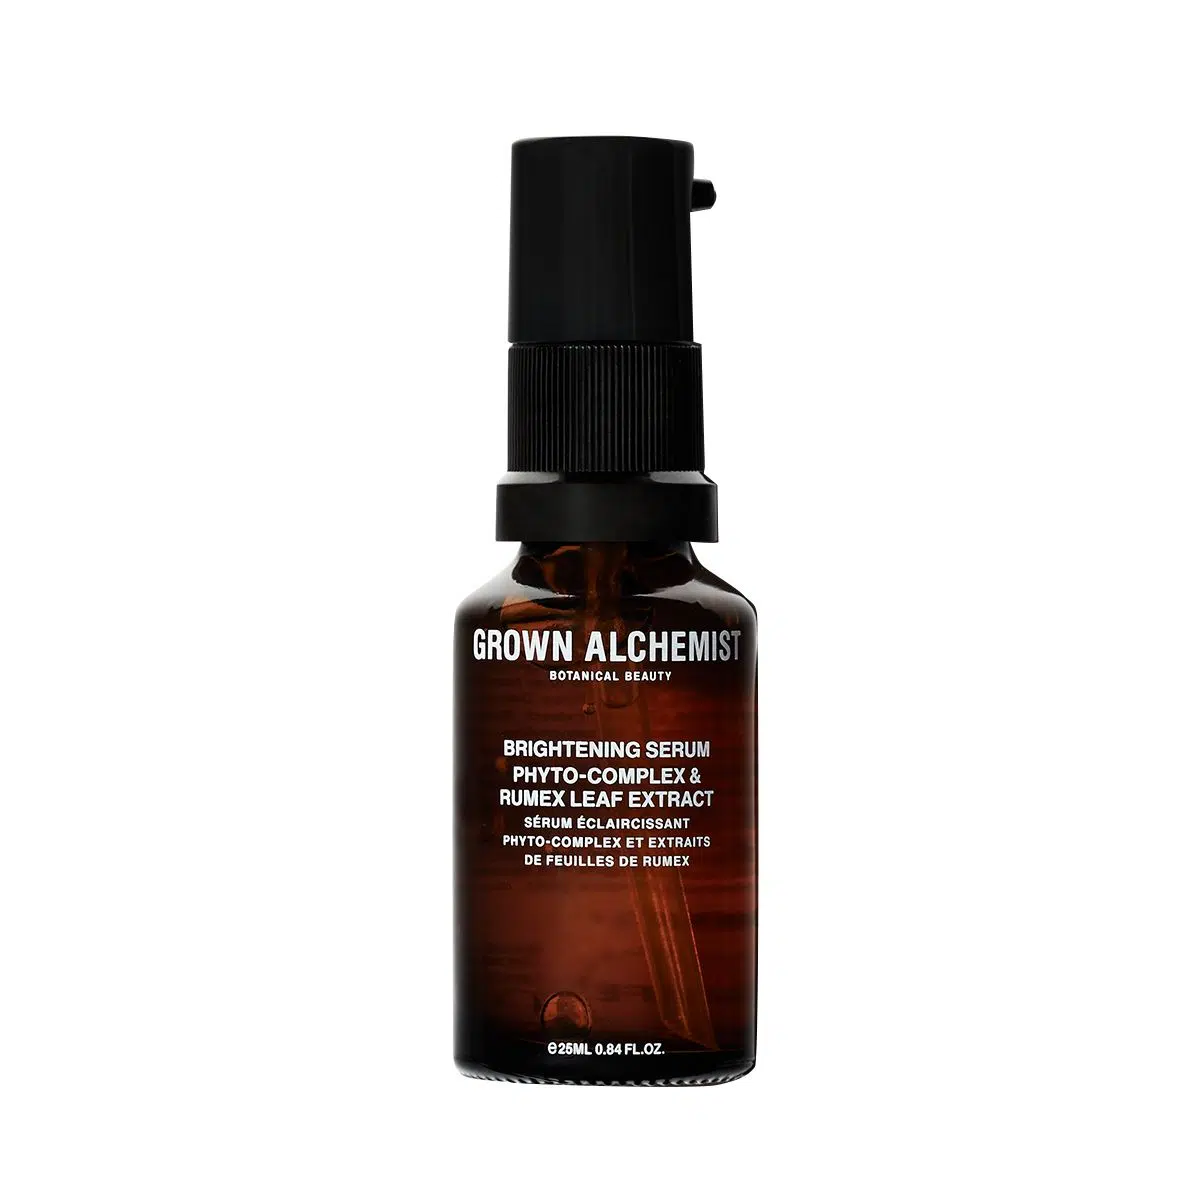 GROWN ALCHEMIST
BOTANICAL BEAUTY
BRIGHTENING SERUM
PHYTO-COMPLEX &
RUMEX LEAF EXTRACT
SÉRUM ÉCLAIRCISSANT
PHYTO-COMPLEX ET EXTRAITS
DE FEUILLES DE RUMEX
℮25ML 0.84 FL.OZ.